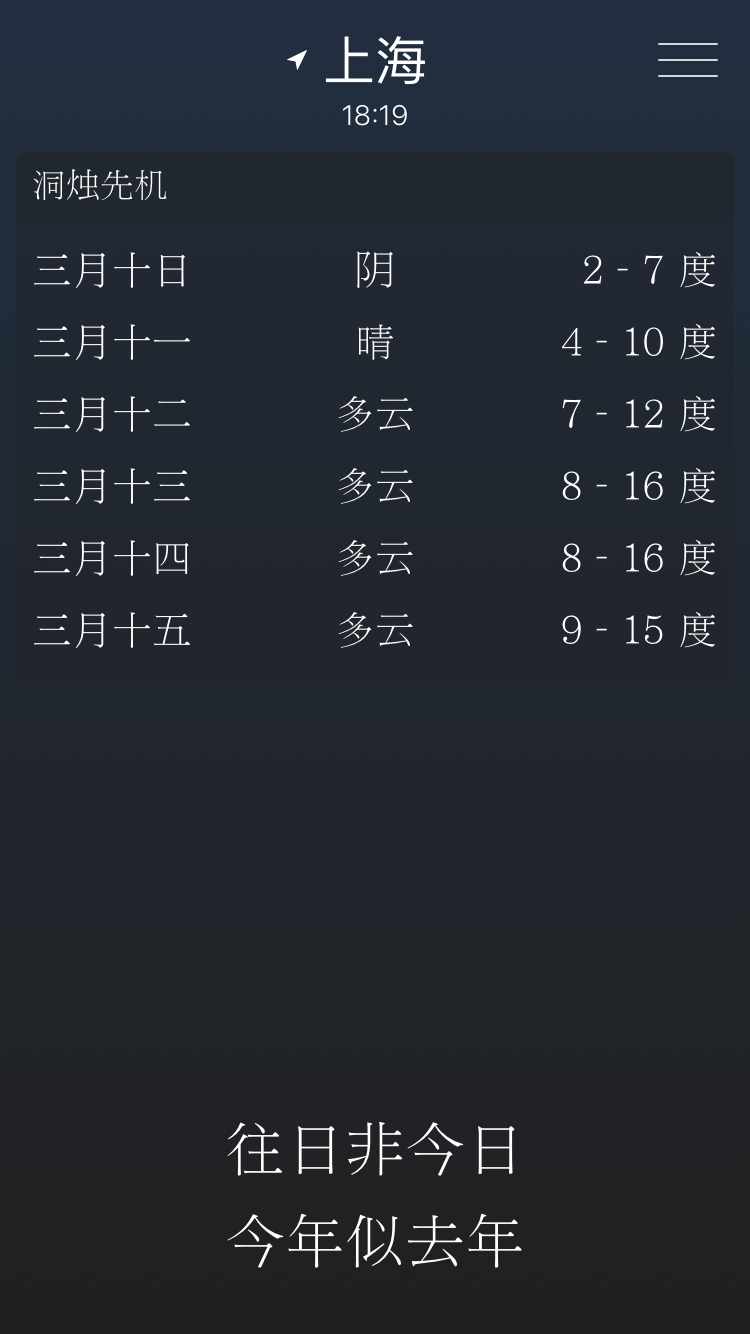 上海
18:19
洞烛先机
三月十日 阴 2 - 7 度
三月十一 晴 4 - 10 度
三月十二 多云 7 - 12 度
三月十三 多云 8 - 16 度
三月十四 多云 8 - 16 度
三月十五 多云 9 - 15 度
往日非今日
今年似去年